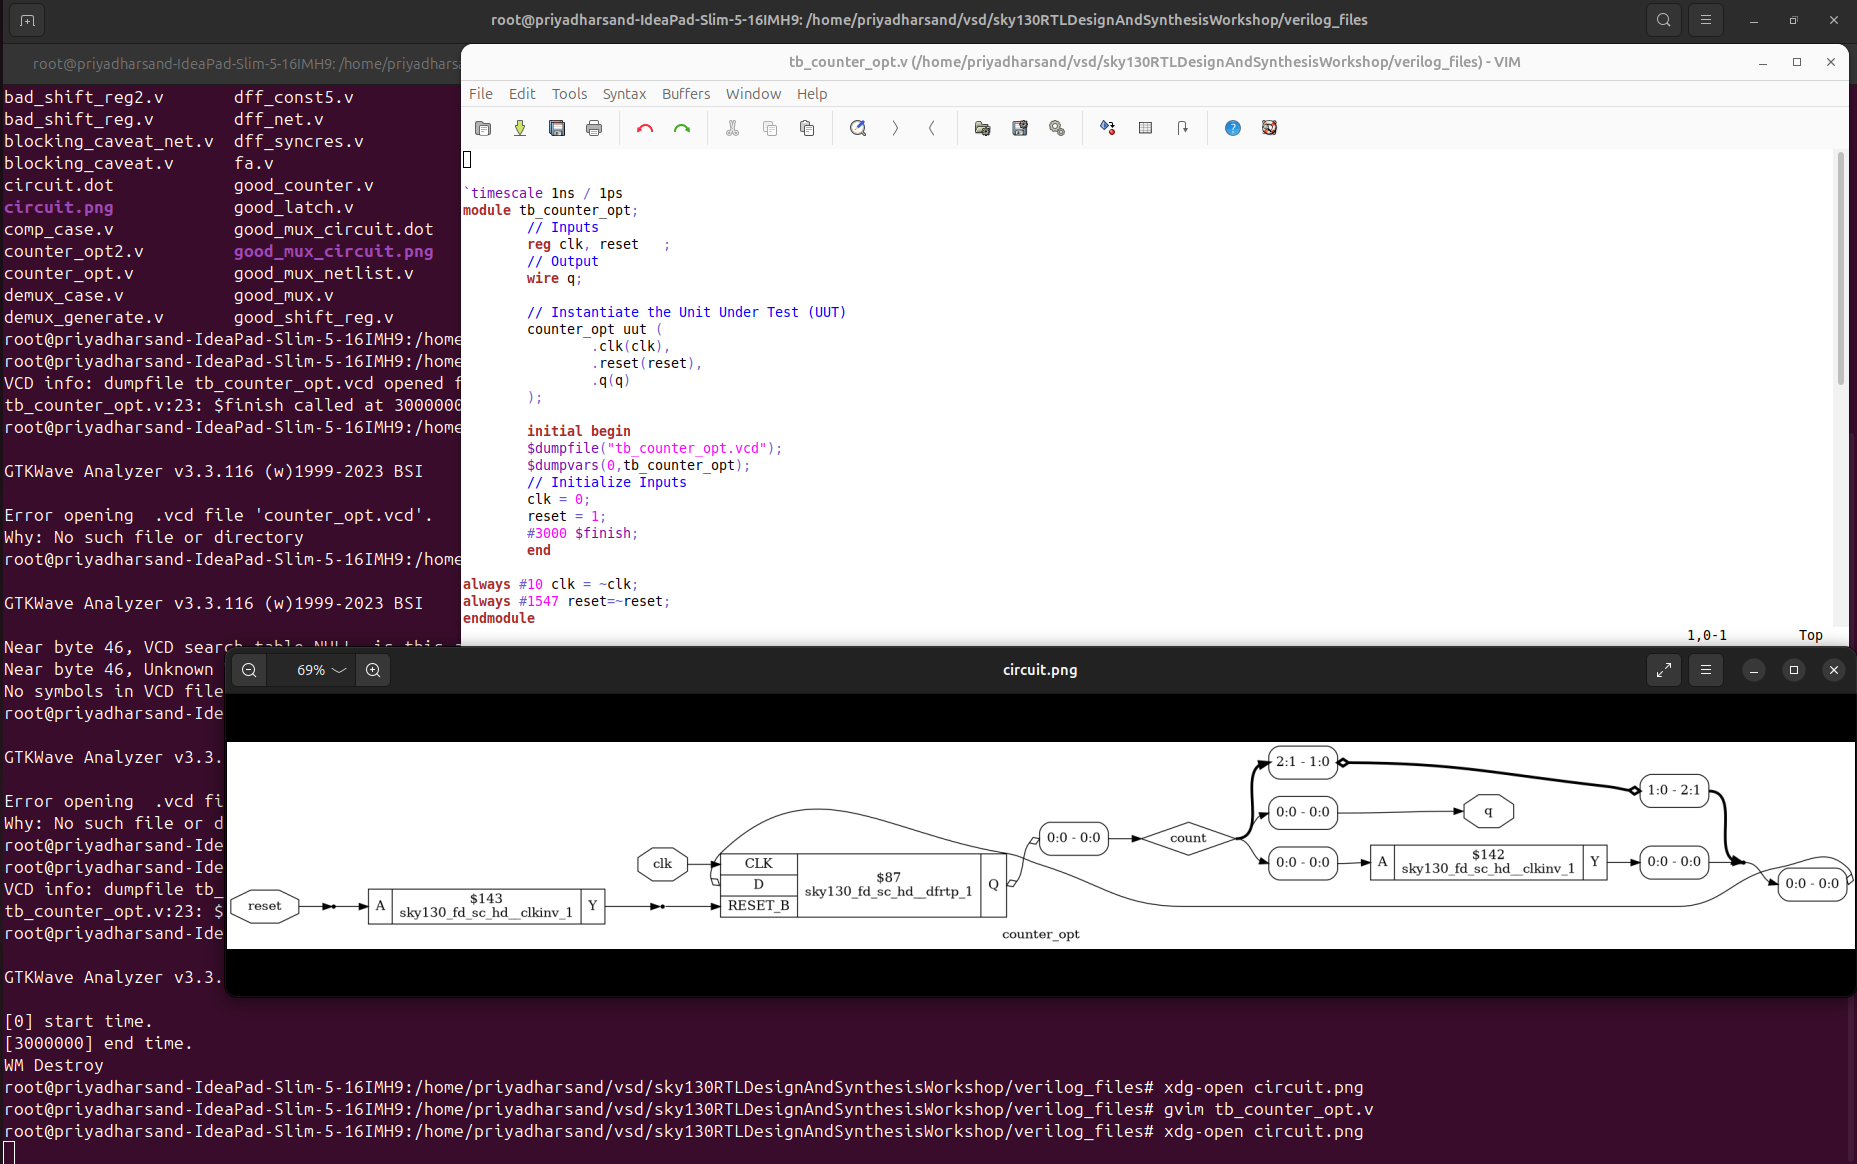 root@priyadharsand-IdeaPad-Slim-5-16IMH9: /home/priyadharsand/vsd/sky130RTLDesignAndSynthesisWorkshop/verilog_files
root@priyadharsand-IdeaPad-Slim-5-16IMH9: /home/priyadharsa
bad_shift_reg2.v dff_const5.v
bad_shift_reg.v dff_net.v
blocking_caveat_net.v dff_syncres.v
blocking_caveat.v fa.v
circuit.dot good_counter.v
circuit.png good_latch.v
comp_case.v good_mux_circuit.dot
counter_opt2.v good_mux_circuit.png
counter_opt.v good_mux_netlist.v
demux_case.v good_mux.v
demux_generate.v good_shift_reg.v
root@priyadharsand-IdeaPad-Slim-5-16IMH9:/home
root@priyadharsand-IdeaPad-Slim-5-16IMH9:/home
VCD info: dumpfile tb_counter_opt.vcd opened f
tb_counter_opt.v:23: $finish called at 3000000
root@priyadharsand-IdeaPad-Slim-5-16IMH9:/home
GTKWave Analyzer v3.3.116 (w)1999-2023 BSI
Error opening  .vcd file 'counter_opt.vcd'.
Why: No such file or directory
root@priyadharsand-IdeaPad-Slim-5-16IMH9:/home
GTKWave Analyzer v3.3.116 (w)1999-2023 BSI
Near byte 46, VCD search table NULL
Near byte 46, Unknown
No symbols in VCD file
root@priyadharsand-Ide
GTKWave Analyzer v3.3.
Error opening  .vcd fi
Why: No such file or d
root@priyadharsand-Ide
root@priyadharsand-Ide
VCD info: dumpfile tb_
tb_counter_opt.v:23: $
root@priyadharsand-Ide
GTKWave Analyzer v3.3.
[0] start time.
[3000000] end time.
WM Destroy
root@priyadharsand-IdeaPad-Slim-5-16IMH9:/home/priyadharsand/vsd/sky130RTLDesignAndSynthesisWorkshop/verilog_files# xdg-open circuit.png
root@priyadharsand-IdeaPad-Slim-5-16IMH9:/home/priyadharsand/vsd/sky130RTLDesignAndSynthesisWorkshop/verilog_files# gvim tb_counter_opt.v
root@priyadharsand-IdeaPad-Slim-5-16IMH9:/home/priyadharsand/vsd/sky130RTLDesignAndSynthesisWorkshop/verilog_files# xdg-open circuit.png
tb_counter_opt.v (/home/priyadharsand/vsd/sky130RTLDesignAndSynthesisWorkshop/verilog_files) - VIM
File Edit Tools Syntax Buffers Window Help
`timescale 1ns / 1ps
module tb_counter_opt;
// Inputs
reg clk, reset   ;
// Output
wire q;
// Instantiate the Unit Under Test (UUT)
counter_opt uut (
.clk(clk),
.reset(reset),
.q(q)
);
initial begin
$dumpfile("tb_counter_opt.vcd");
$dumpvars(0,tb_counter_opt);
// Initialize Inputs
clk = 0;
reset = 1;
#3000 $finish;
end
always #10 clk = ~clk;
always #1547 reset=~reset;
endmodule
1,0-1 Top
69%
circuit.png
reset
A
$143
sky130_fd_sc_hd__clkinv_1
Y
clk
CLK
D
RESET_B
$87
sky130_fd_sc_hd__dfrtp_1
Q
0:0 - 0:0
count
2:1 - 1:0
0:0 - 0:0
0:0 - 0:0
q
A
$142
sky130_fd_sc_hd__clkinv_1
Y
1:0 - 2:1
0:0 - 0:0
0:0 - 0:0
counter_opt